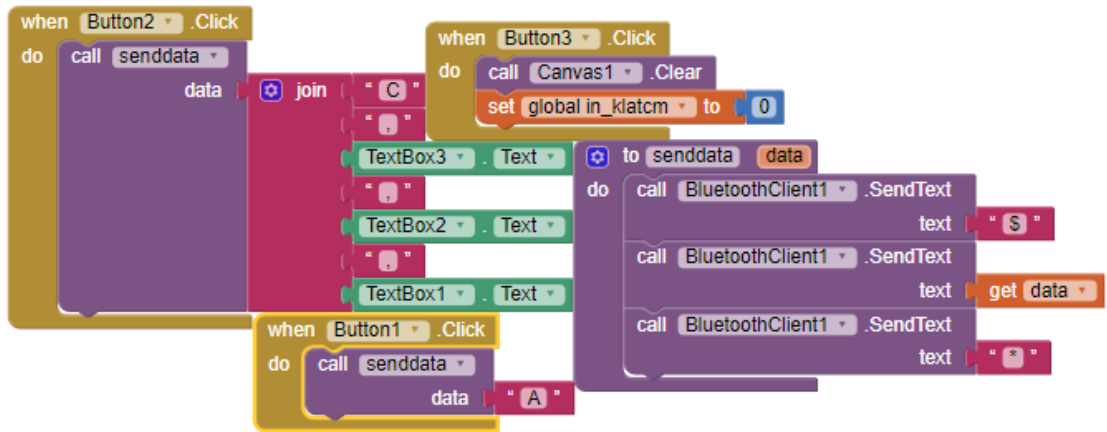 when Button2 .Click
do call senddata
data join " C "
" , "
TextBox3 . Text
" , "
TextBox2 . Text
" , "
TextBox1 . Text
when Button3 .Click
do call Canvas1 .Clear
set global in_klatcm to 0
to senddata data
do call BluetoothClient1 .SendText
text " S "
call BluetoothClient1 .SendText
text get data
call BluetoothClient1 .SendText
text " * "
when Button1 .Click
do call senddata
data " A "